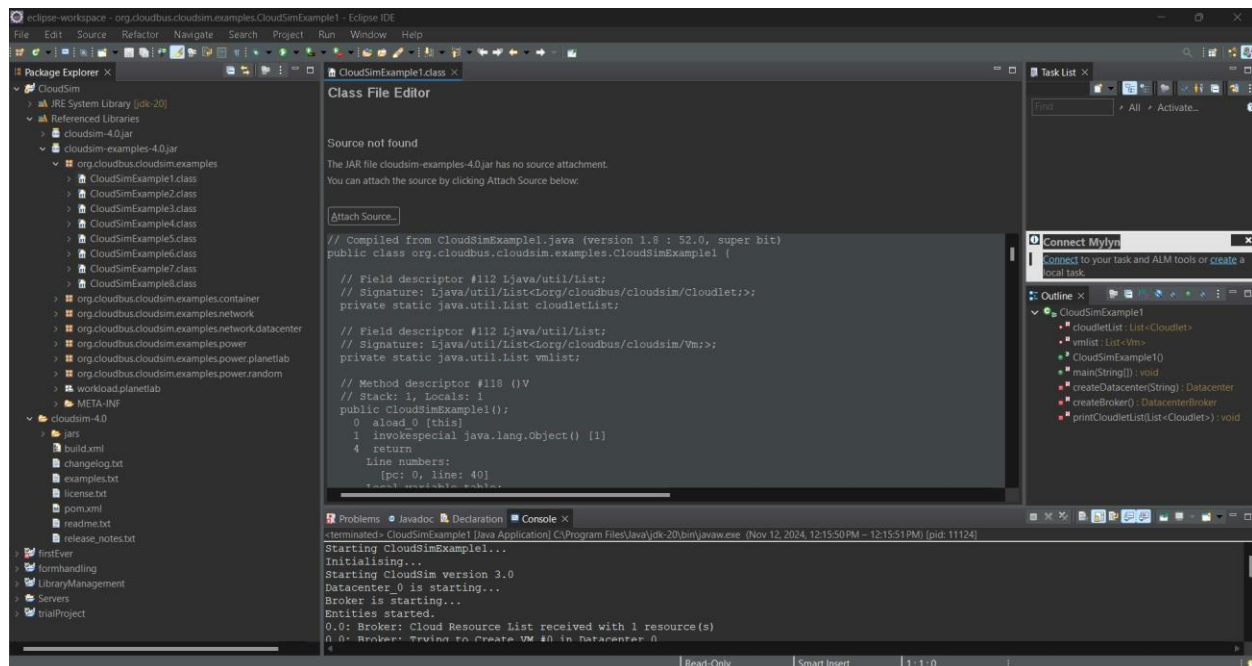 eclipse-workspace - org.cloudbus.cloudsim.examples.CloudSimExample1 - Eclipse IDE
File Edit Source Refactor Navigate Search Project Run Window Help
Package Explorer
CloudSim
JRE System Library [jdk-20]
Referenced Libraries
cloudsim-4.0.jar
cloudsim-examples-4.0.jar
org.cloudbus.cloudsim.examples
CloudSimExample1.class
CloudSimExample2.class
CloudSimExample3.class
CloudSimExample4.class
CloudSimExample5.class
CloudSimExample6.class
CloudSimExample7.class
CloudSimExample8.class
org.cloudbus.cloudsim.examples.container
org.cloudbus.cloudsim.examples.network
org.cloudbus.cloudsim.examples.network.datacenter
org.cloudbus.cloudsim.examples.power
org.cloudbus.cloudsim.examples.power.planetlab
org.cloudbus.cloudsim.examples.power.random
workload.planetlab
META-INF
cloudsim-4.0
jars
build.xml
changelog.txt
examples.txt
license.txt
pom.xml
readme.txt
release_notes.txt
firstEver
formhandling
LibraryManagement
Servers
trialProject
CloudSimExample1.class
Class File Editor
Source not found
The JAR file cloudsim-examples-4.0.jar has no source attachment.
You can attach the source by clicking Attach Source below:
Attach Source...
// Compiled from CloudSimExample1.java (version 1.8 : 52.0, super bit)
public class org.cloudbus.cloudsim.examples.CloudSimExample1 {
// Field descriptor #112 Ljava/util/List;
// Signature: Ljava/util/List<Lorg/cloudbus/cloudsim/Cloudlet;>;
private static java.util.List cloudletList;
// Field descriptor #112 Ljava/util/List;
// Signature: Ljava/util/List<Lorg/cloudbus/cloudsim/Vm;>;
private static java.util.List vmlist;
// Method descriptor #118 ()V
// Stack: 1, Locals: 1
public CloudSimExample1();
0 aload_0 [this]
1 invokespecial java.lang.Object() [1]
4 return
Line numbers:
[pc: 0, line: 40]
Local variable table:
Problems Javadoc Declaration Console
<terminated> CloudSimExample1 [Java Application] C:\Program Files\Java\jdk-20\bin\javaw.exe (Nov 12, 2024, 12:15:50 PM – 12:15:51 PM) [pid: 11124]
Starting CloudSimExample1...
Initialising...
Starting CloudSim version 3.0
Datacenter_0 is starting...
Broker is starting...
Entities started.
0.0: Broker: Cloud Resource List received with 1 resource(s)
0.0: Broker: Trying to Create VM #0 in Datacenter_0
Task List
Find All Activate...
Connect Mylyn
Connect to your task and ALM tools or create a
local task.
Outline
CloudSimExample1
cloudletList : List<Cloudlet>
vmlist : List<Vm>
CloudSimExample1()
main(String[]) : void
createDatacenter(String) : Datacenter
createBroker() : DatacenterBroker
printCloudletList(List<Cloudlet>) : void
Read-Only Smart Insert 1 : 1 : 0